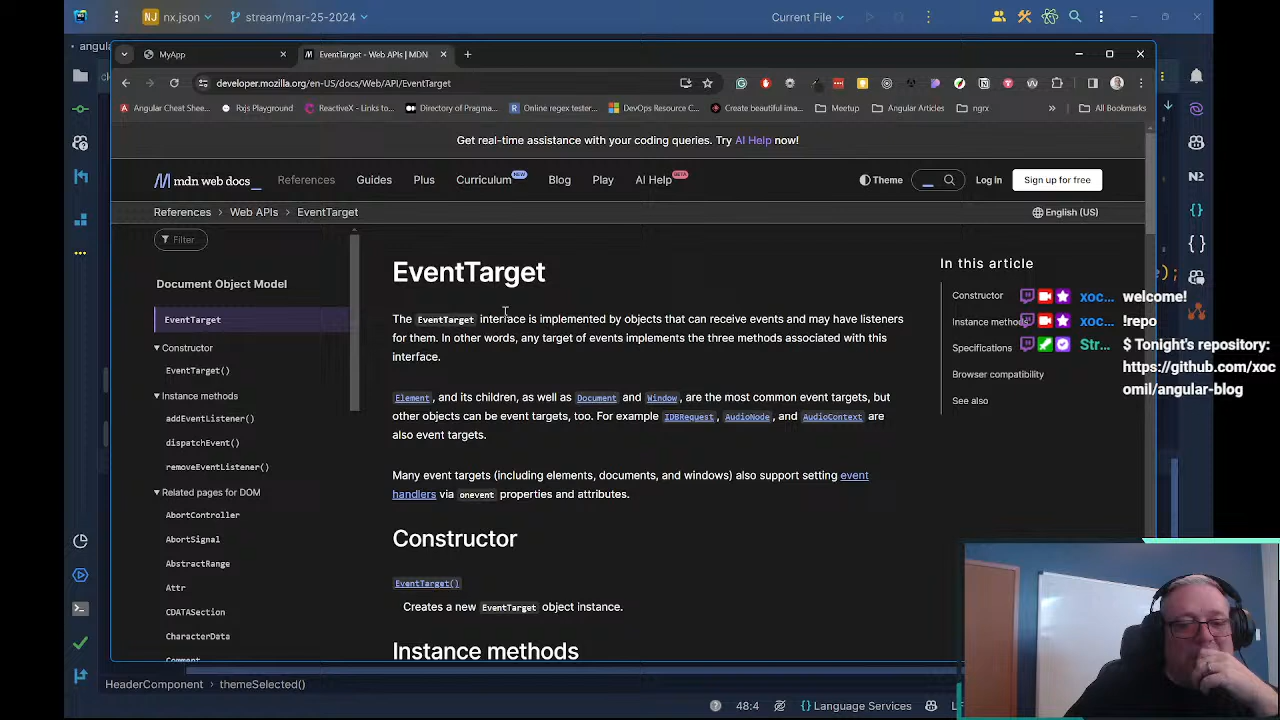 NJ nx.json
stream/mar-25-2024
Current File
angula
MyApp
EventTarget - Web APIs | MDN
developer.mozilla.org/en-US/docs/Web/API/EventTarget
Angular Chest Shee...
Rxjs Playground
ReactiveX - Links to...
Directory of Pragma...
Online regex tester...
DevOps Resource C...
Create beautiful ima...
Meetup
Angular Articles
ngrx
»
All Bookmarks
Get real-time assistance with your coding queries. Try AI Help now!
mdn web docs_
References
Guides
Plus
Curriculum NEW
Blog
Play
AI Help BETA
Theme
Log in
Sign up for free
References > Web APIs > EventTarget
English (US)
Filter
Document Object Model
EventTarget
Constructor
EventTarget()
Instance methods
addEventListener()
dispatchEvent()
removeEventListener()
Related pages for DOM
AbortController
AbortSignal
AbstractRange
Attr
CDATASection
CharacterData
Comment
EventTarget
The EventTarget interface is implemented by objects that can receive events and may have listeners
for them. In other words, any target of events implements the three methods associated with this
interface.
Element, and its children, as well as Document and Window, are the most common event targets, but
other objects can be event targets, too. For example IDBRequest, AudioNode, and AudioContext are
also event targets.
Many event targets (including elements, documents, and windows) also support setting event
handlers via onevent properties and attributes.
Constructor
EventTarget()
Creates a new EventTarget object instance.
Instance methods
In this article
Constructor
Instance methods
Specifications
Browser compatibility
See also
xoc... welcome!
xoc... !repo
Str... $ Tonight's repository:
https://github.com/xoc
omil/angular-blog
N2
e);
HeaderComponent > themeSelected()
48:4
{} Language Services